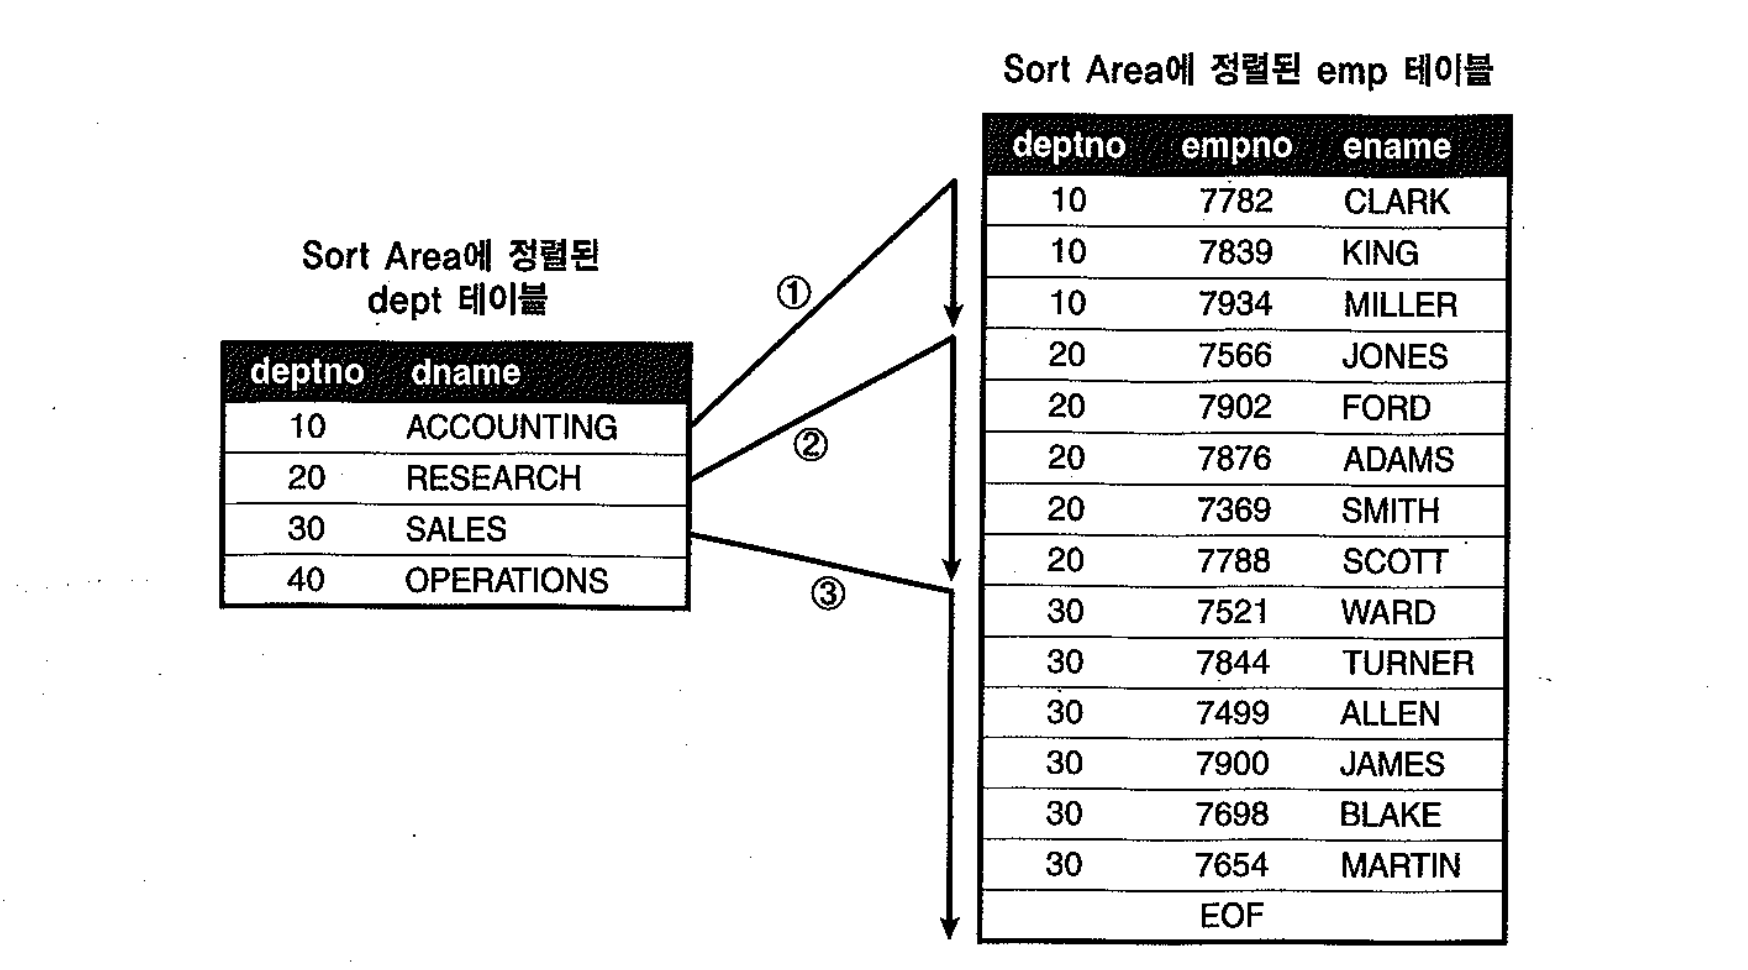 Sort Area에 정렬된 emp 테이블
deptno empno ename
10 7782 CLARK
10 7839 KING
10 7934 MILLER
20 7566 JONES
20 7902 FORD
20 7876 ADAMS
20 7369 SMITH
20 7788 SCOTT
30 7521 WARD
30 7844 TURNER
30 7499 ALLEN
30 7900 JAMES
30 7698 BLAKE
30 7654 MARTIN
EOF
Sort Area에 정렬된
dept 테이블
deptno dname
10 ACCOUNTING
20 RESEARCH
30 SALES
40 OPERATIONS
①
②
③